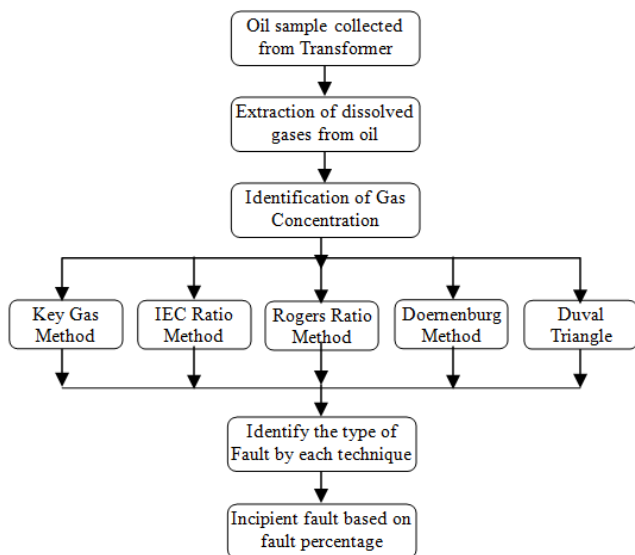 Oil sample collected
from Transformer
Extraction of dissolved
gases from oil
Identification of Gas
Concentration
Key Gas
Method
IEC Ratio
Method
Rogers Ratio
Method
Doernenburg
Method
Duval
Triangle
Identify the type of
Fault by each technique
Incipient fault based on
fault percentage